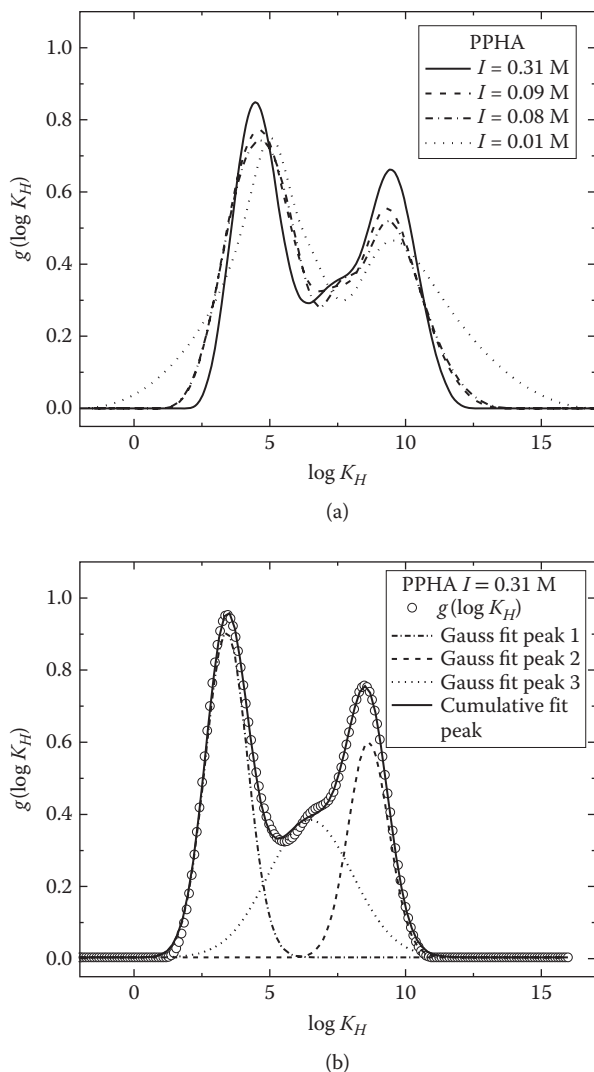 1.0
0.8
0.6
0.4
0.2
0.0
g (log K_H)
PPHA
I = 0.31 M
I = 0.09 M
I = 0.08 M
I = 0.01 M
0 5 10 15
log K_H
(a)
1.0
0.8
0.6
0.4
0.2
0.0
g (log K_H)
PPHA I = 0.31 M
g (log K_H)
Gauss fit peak 1
Gauss fit peak 2
Gauss fit peak 3
Cumulative fit
peak
0 5 10 15
log K_H
(b)